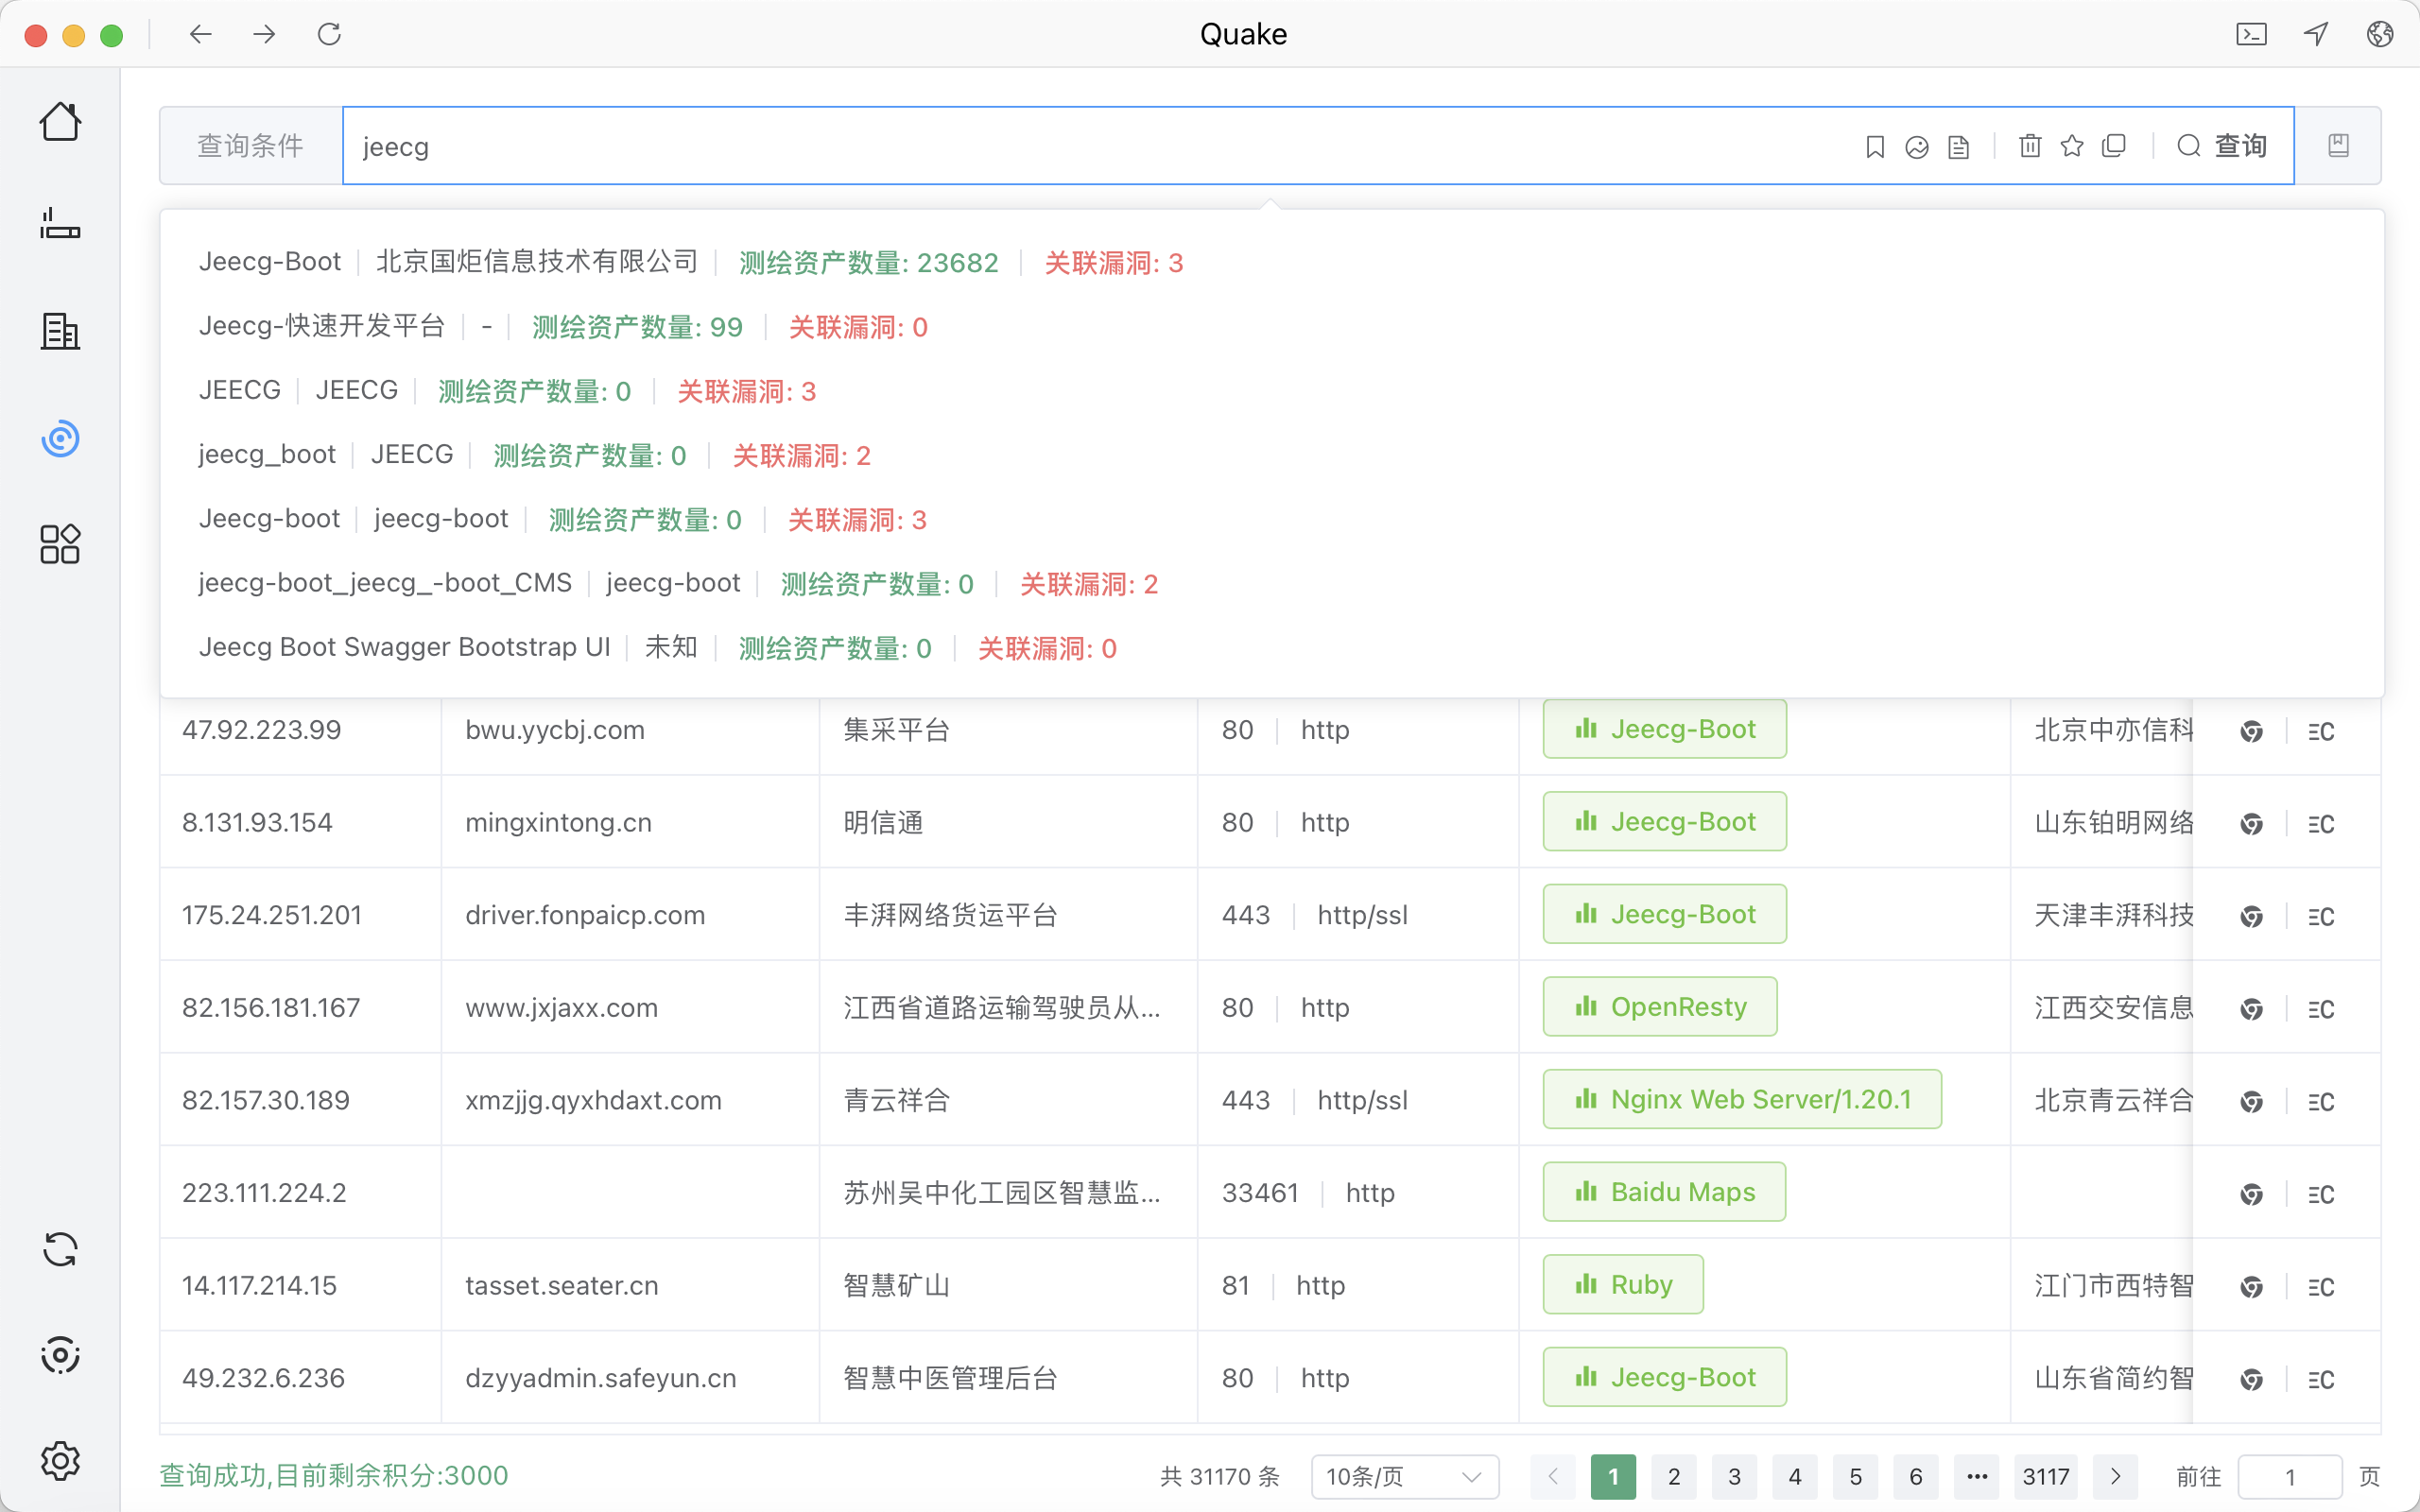 Quake
查询条件 jeecg 查询
Jeecg-Boot 北京国炬信息技术有限公司 测绘资产数量: 23682 关联漏洞: 3
Jeecg-快速开发平台 - 测绘资产数量: 99 关联漏洞: 0
JEECG JEECG 测绘资产数量: 0 关联漏洞: 3
jeecg_boot JEECG 测绘资产数量: 0 关联漏洞: 2
Jeecg-boot jeecg-boot 测绘资产数量: 0 关联漏洞: 3
jeecg-boot_jeecg_-boot_CMS jeecg-boot 测绘资产数量: 0 关联漏洞: 2
Jeecg Boot Swagger Bootstrap UI 未知 测绘资产数量: 0 关联漏洞: 0
47.92.223.99 bwu.yycbj.com 集采平台 80 http Jeecg-Boot 北京中亦信科 C
8.131.93.154 mingxintong.cn 明信通 80 http Jeecg-Boot 山东铂明网络 C
175.24.251.201 driver.fonpaicp.com 丰湃网络货运平台 443 http/ssl Jeecg-Boot 天津丰湃科技 C
82.156.181.167 www.jxjaxx.com 江西省道路运输驾驶员从... 80 http OpenResty 江西交安信息 C
82.157.30.189 xmzjjg.qyxhdaxt.com 青云祥合 443 http/ssl Nginx Web Server/1.20.1 北京青云祥合 C
223.111.224.2 苏州吴中化工园区智慧监... 33461 http Baidu Maps C
14.117.214.15 tasset.seater.cn 智慧矿山 81 http Ruby 江门市西特智 C
49.232.6.236 dzyyadmin.safeyun.cn 智慧中医管理后台 80 http Jeecg-Boot 山东省简约智 C
查询成功,目前剩余积分:3000 共 31170 条 10条/页 1 2 3 4 5 6 ••• 3117 前往 1 页